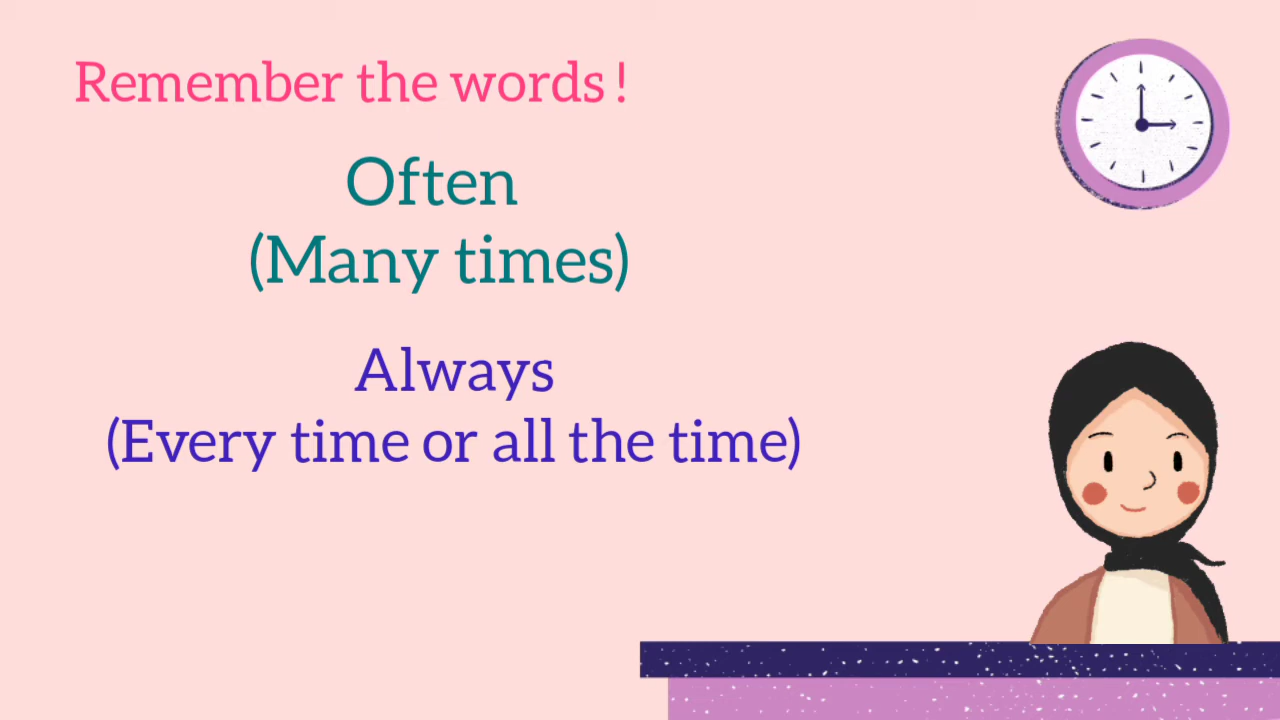 Remember the words !
Often
(Many times)
Always
(Every time or all the time)